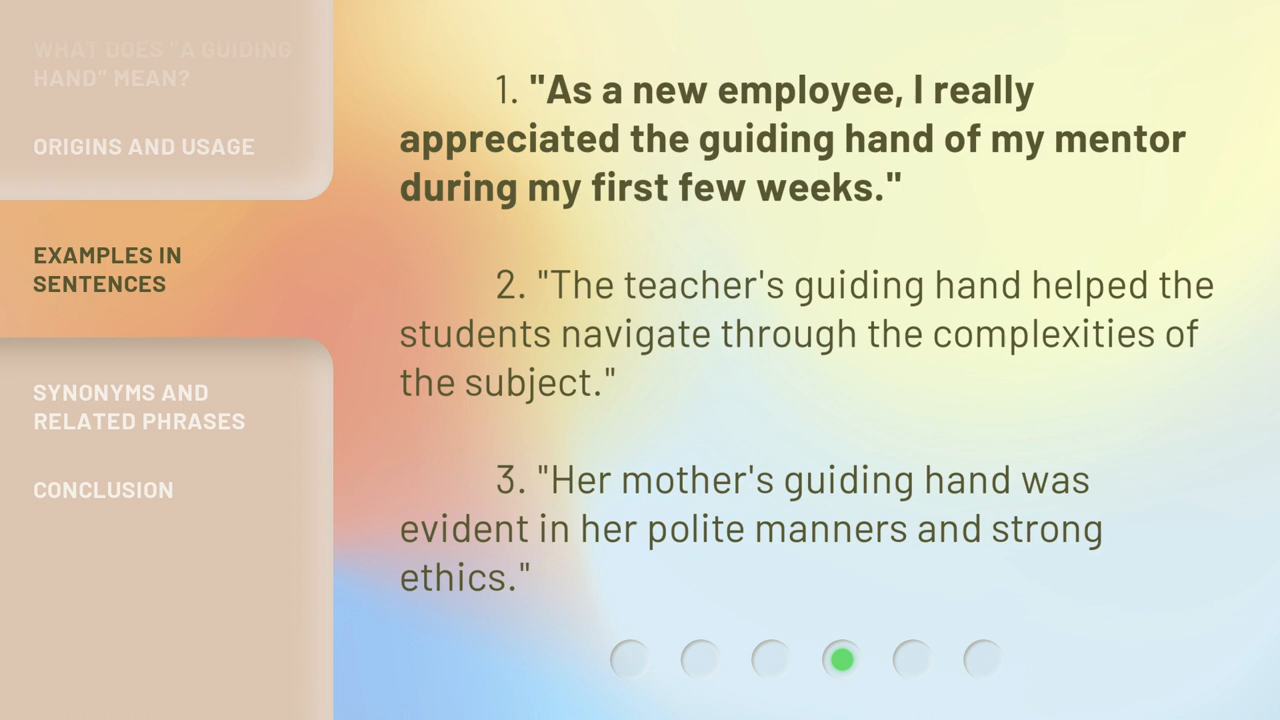 WHAT DOES "A GUIDING
HAND" MEAN?
ORIGINS AND USAGE
EXAMPLES IN
SENTENCES
SYNONYMS AND
RELATED PHRASES
CONCLUSION
1. "As a new employee, I really
appreciated the guiding hand of my mentor
during my first few weeks."
2. "The teacher's guiding hand helped the
students navigate through the complexities of
the subject."
3. "Her mother's guiding hand was
evident in her polite manners and strong
ethics."